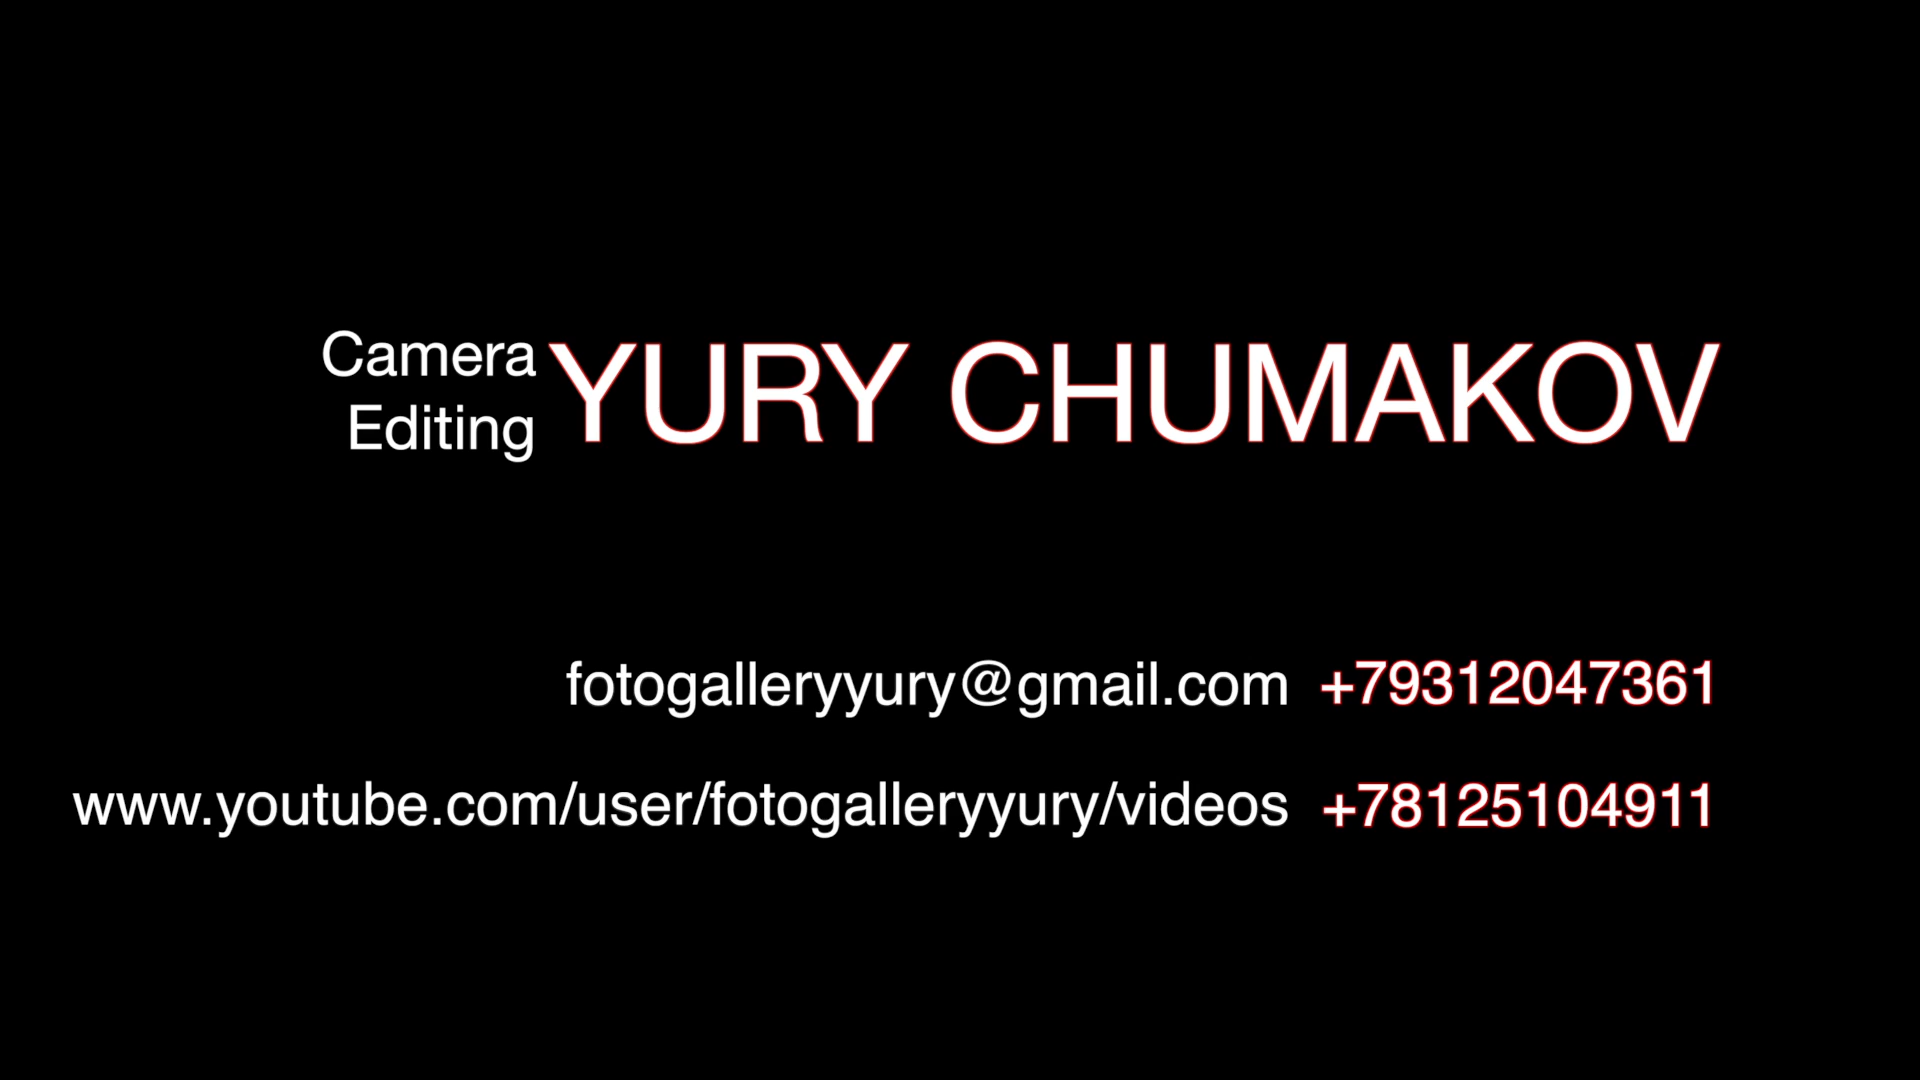 Camera
Editing
YURY CHUMAKOV
fotogalleryyury@gmail.com +79312047361
www.youtube.com/user/fotogalleryyury/videos +78125104911